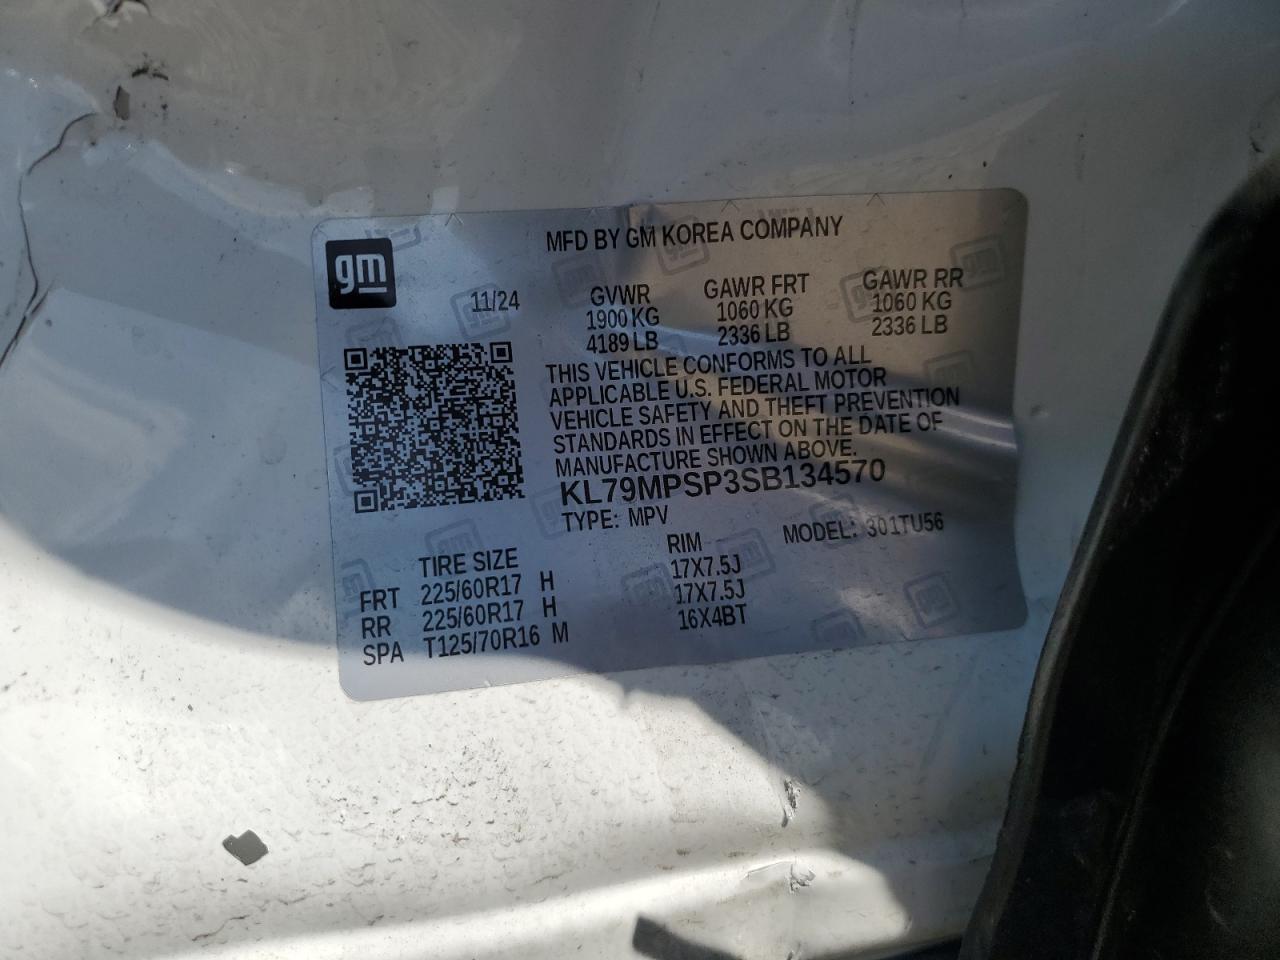 gm
MFD BY GM KOREA COMPANY
11/24
GVWR GAWR FRT GAWR RR
1900 KG 1060 KG 1060 KG
4189 LB 2336 LB 2336 LB
THIS VEHICLE CONFORMS TO ALL
APPLICABLE U.S. FEDERAL MOTOR
VEHICLE SAFETY AND THEFT PREVENTION
STANDARDS IN EFFECT ON THE DATE OF
MANUFACTURE SHOWN ABOVE.
KL79MPSP3SB134570
TYPE: MPV MODEL: 301TU56
TIRE SIZE RIM
FRT 225/60R17 H 17X7.5J
RR 225/60R17 H 17X7.5J
SPA T125/70R16 M 16X4BT